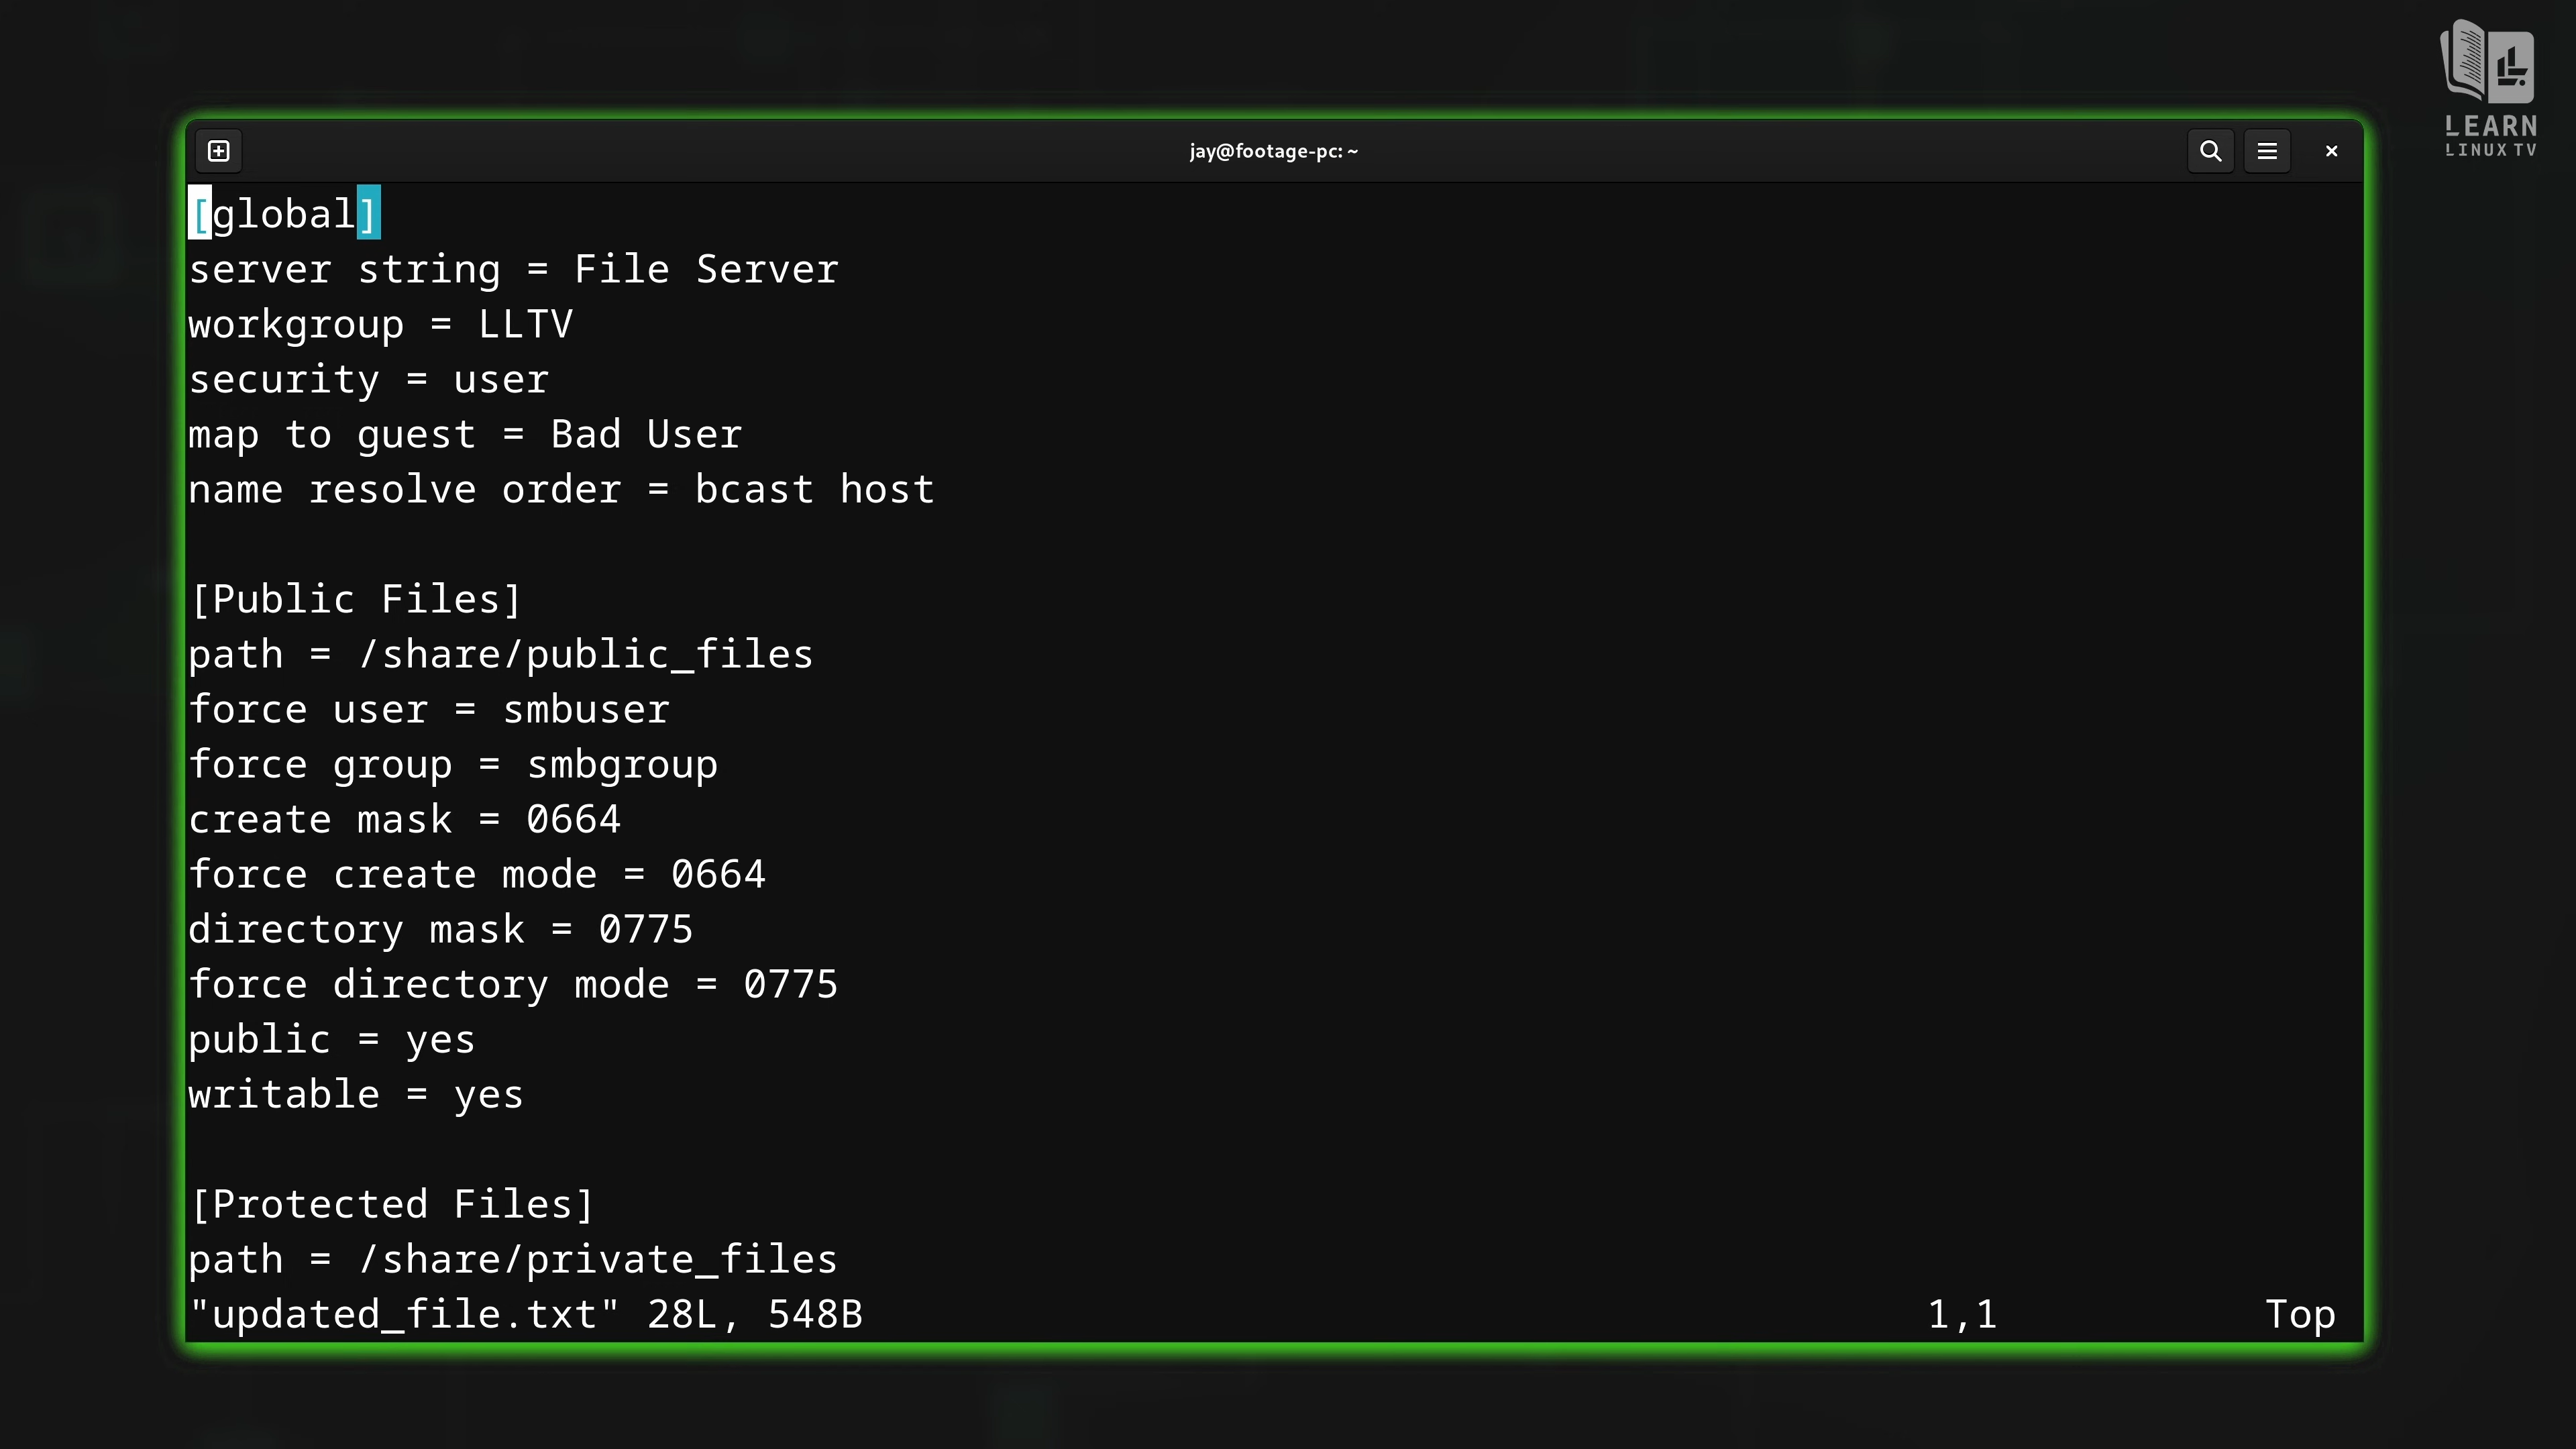 LEARN
LINUX TV
jay@footage-pc: ~
[global]
server string = File Server
workgroup = LLTV
security = user
map to guest = Bad User
name resolve order = bcast host
[Public Files]
path = /share/public_files
force user = smbuser
force group = smbgroup
create mask = 0664
force create mode = 0664
directory mask = 0775
force directory mode = 0775
public = yes
writable = yes
[Protected Files]
path = /share/private_files
"updated_file.txt" 28L, 548B 1,1 Top